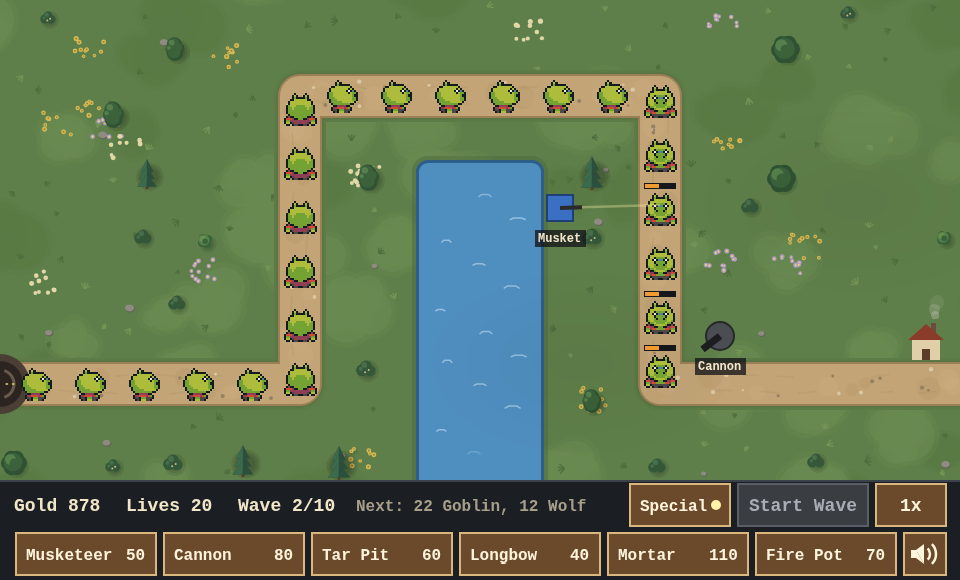 Musket
Cannon
Gold 878 Lives 20 Wave 2/10 Next: 22 Goblin, 12 Wolf Special Start Wave 1x
Musketeer 50 Cannon 80 Tar Pit 60 Longbow 40 Mortar 110 Fire Pot 70